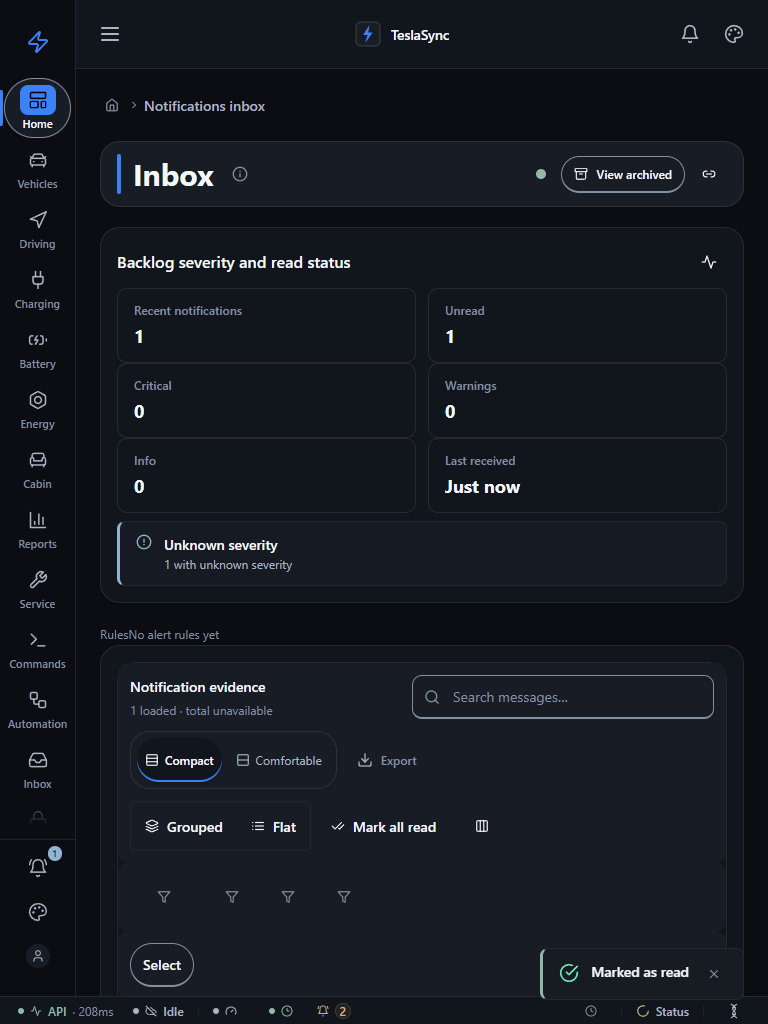 TeslaSync
Home
Vehicles
Driving
Charging
Battery
Energy
Cabin
Reports
Service
Commands
Automation
Inbox
1
Notifications inbox
Inbox
View archived
Backlog severity and read status
Recent notifications
1
Unread
1
Critical
0
Warnings
0
Info
0
Last received
Just now
Unknown severity
1 with unknown severity
RulesNo alert rules yet
Notification evidence
1 loaded · total unavailable
Search messages...
Compact
Comfortable
Export
Grouped
Flat
Mark all read
Select
Marked as read
API · 208ms
Idle
2
Status